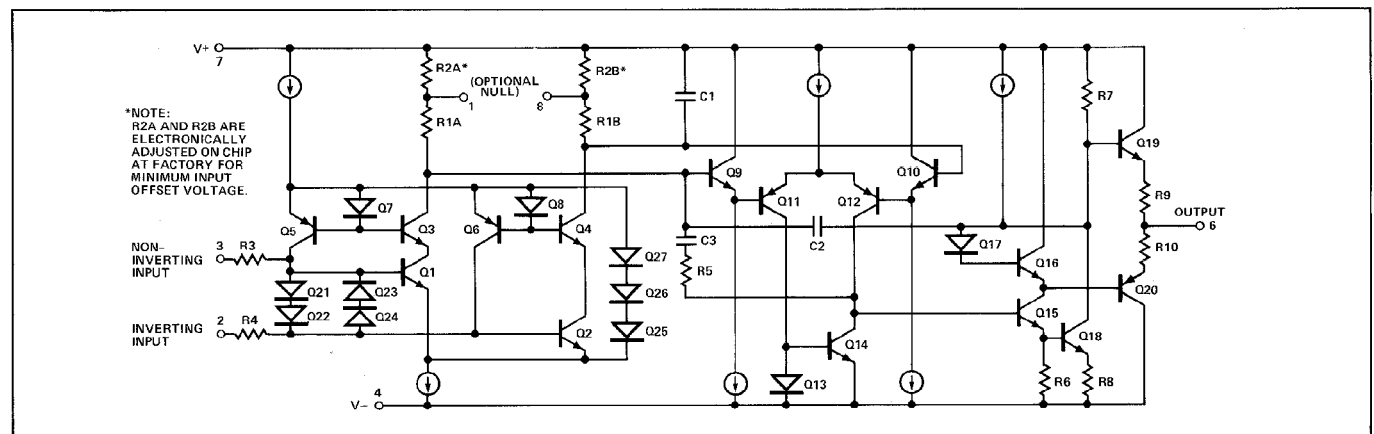 V+
7
R2A*
(OPTIONAL
NULL)
1
8
R2B*
R1A
R1B
C1
R7
*NOTE:
R2A AND R2B ARE
ELECTRONICALLY
ADJUSTED ON CHIP
AT FACTORY FOR
MINIMUM INPUT
OFFSET VOLTAGE.
Q9
Q10
Q19
Q7
Q8
Q11
Q12
R9
OUTPUT
6
Q5
Q3
Q6
Q4
NON-
INVERTING
INPUT
3
R3
C3
C2
Q17
R10
Q27
R5
Q16
Q1
Q21
Q23
Q26
Q20
Q22
Q24
INVERTING
INPUT
2
R4
Q2
Q25
Q15
Q18
Q14
Q13
R6
R8
V−
4